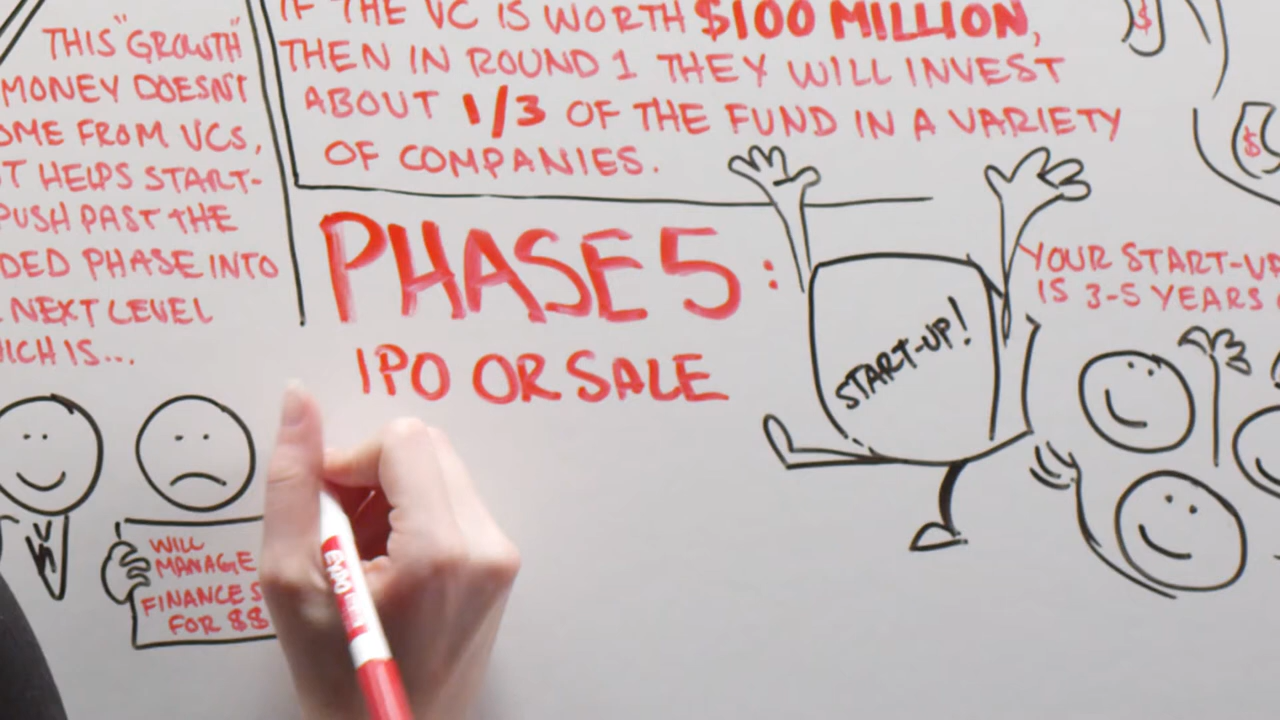 THIS "GROWTH"
MONEY DOESN'T
OME FROM VCS,
T HELPS START-
PUSH PAST THE
DED PHASE INTO
NEXT LEVEL
ICH IS...
IF THE VC IS WORTH $100 MILLION,
THEN IN ROUND 1 THEY WILL INVEST
ABOUT 1/3 OF THE FUND IN A VARIETY
OF COMPANIES.
PHASE 5:
IPO OR SALE
START-UP!
$
$
YOUR START-UP
IS 3-5 YEARS
WILL
MANAGE
FINANCES
FOR $$
EXPO